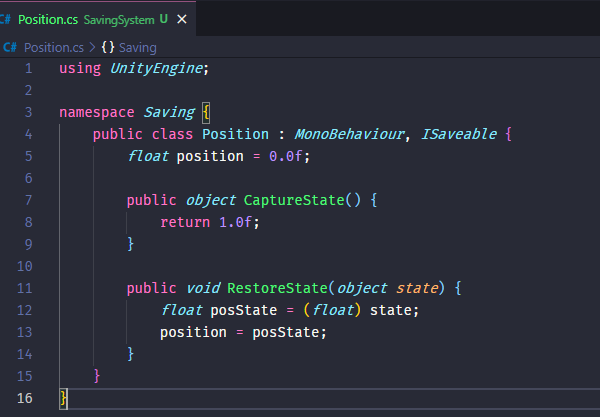 C# Position.cs SavingSystem U ×
C# Position.cs > {} Saving
1 using UnityEngine;
2
3 namespace Saving {
4     public class Position : MonoBehaviour, ISaveable {
5         float position = 0.0f;
6
7         public object CaptureState() {
8             return 1.0f;
9         }
10
11         public void RestoreState(object state) {
12             float posState = (float) state;
13             position = posState;
14         }
15     }
16 }